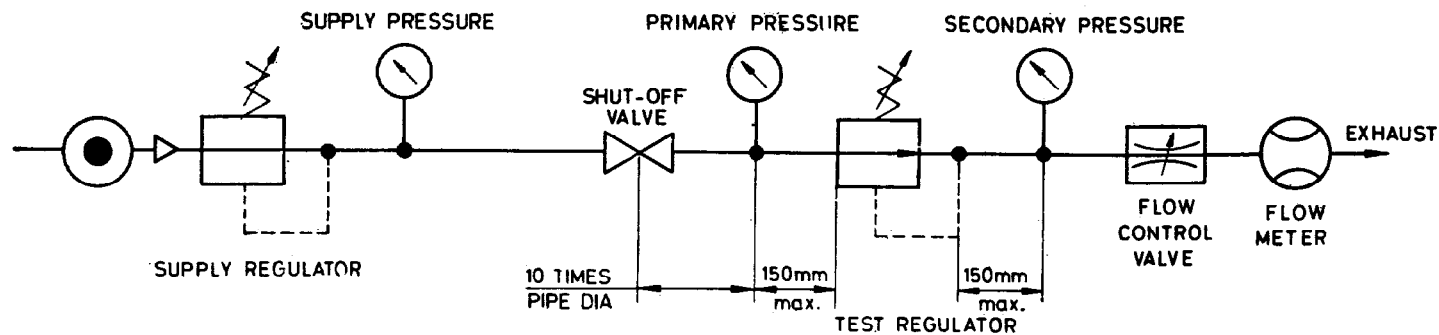 SUPPLY PRESSURE
PRIMARY PRESSURE
SECONDARY PRESSURE
SHUT-OFF
VALVE
EXHAUST
SUPPLY REGULATOR
10 TIMES
PIPE DIA
150mm
max.
TEST REGULATOR
150mm
max.
FLOW
CONTROL
VALVE
FLOW
METER